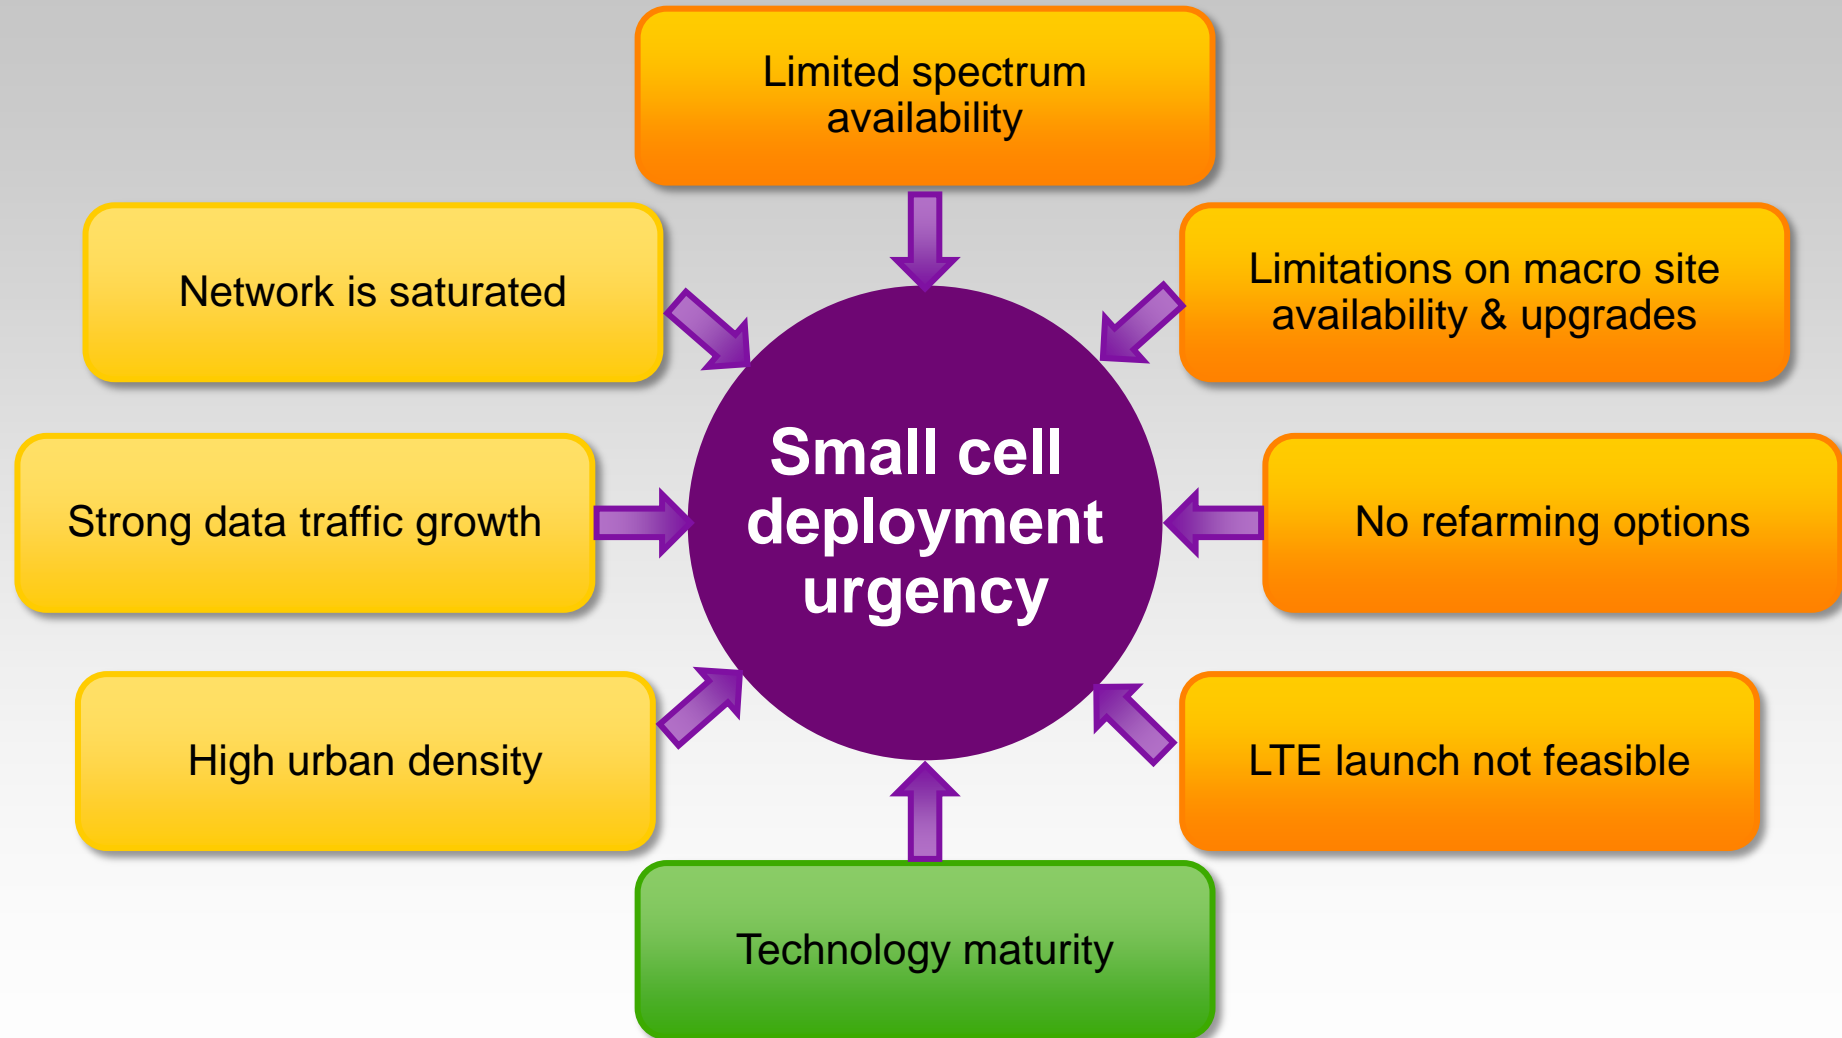 Limited spectrum
availability
Network is saturated
Limitations on macro site
availability & upgrades
Small cell
deployment
urgency
Strong data traffic growth
No refarming options
High urban density
LTE launch not feasible
Technology maturity